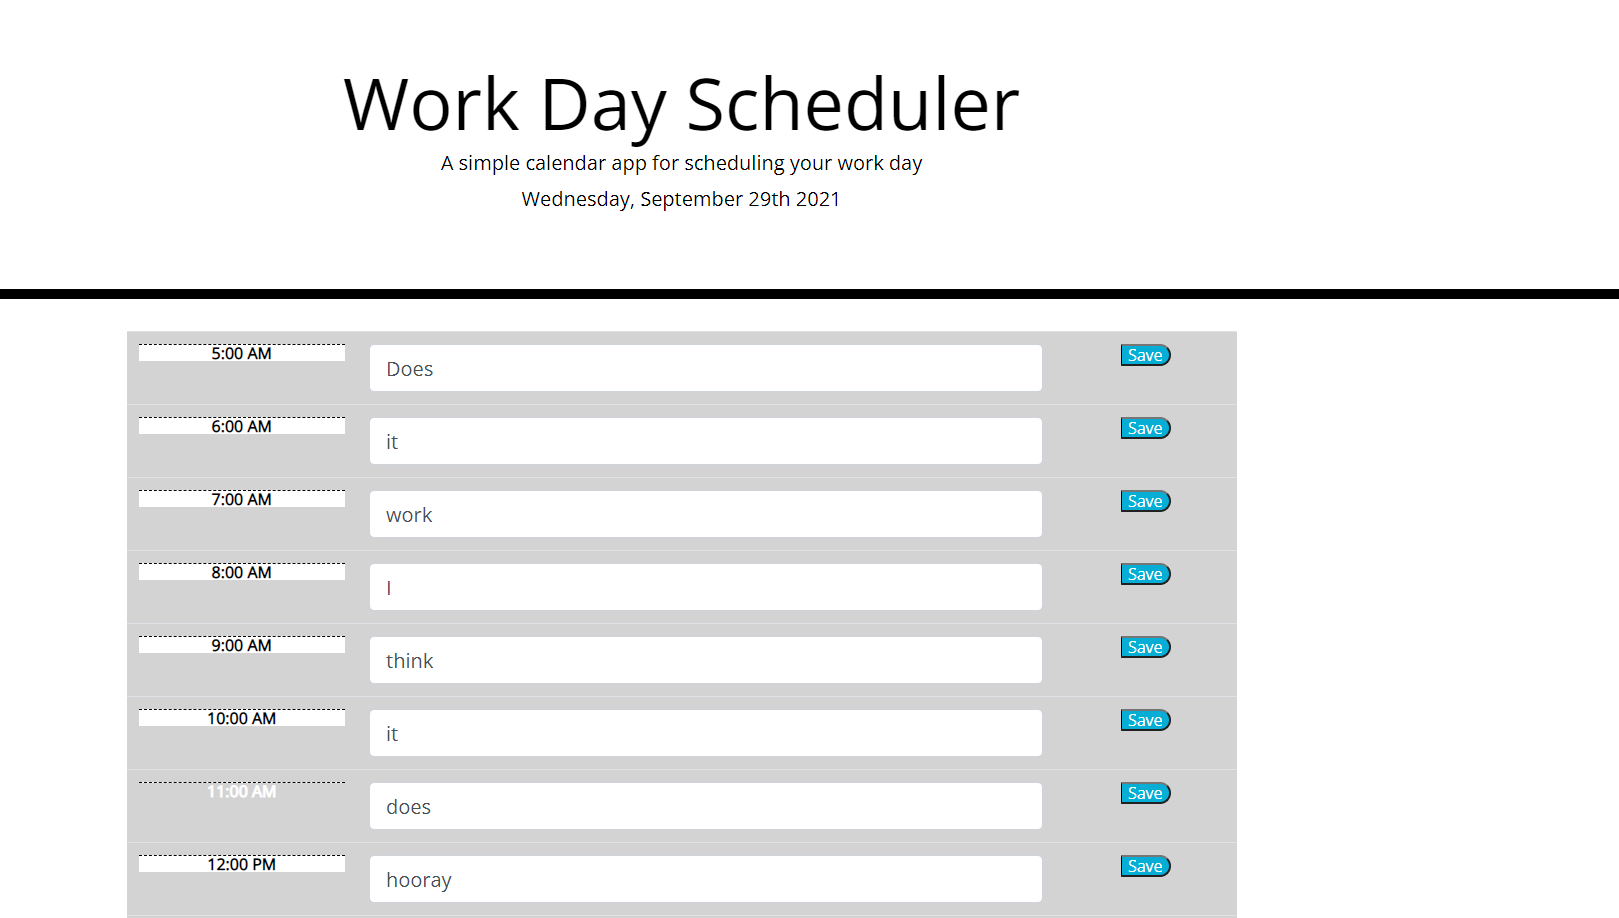 Work Day Scheduler
A simple calendar app for scheduling your work day
Wednesday, September 29th 2021
5:00 AM Does Save
6:00 AM it Save
7:00 AM work Save
8:00 AM I Save
9:00 AM think Save
10:00 AM it Save
11:00 AM does Save
12:00 PM hooray Save